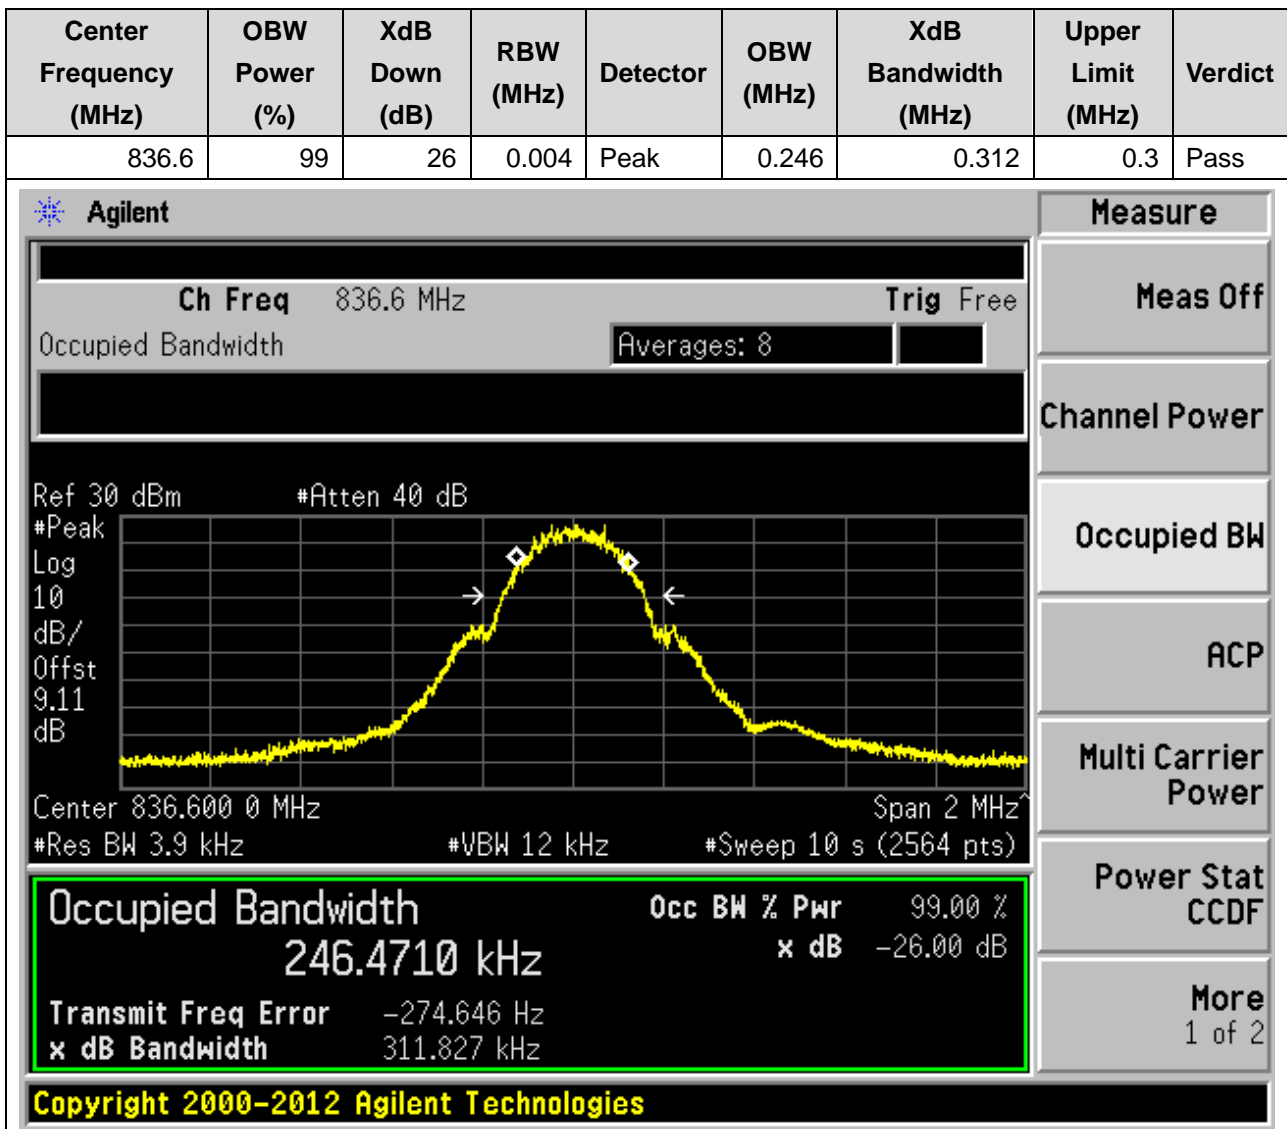 Center Frequency (MHz) OBW Power (%) XdB Down (dB) RBW (MHz) Detector OBW (MHz) XdB Bandwidth (MHz) Upper Limit (MHz) Verdict
836.6 99 26 0.004 Peak 0.246 0.312 0.3 Pass
Agilent
Measure
Ch Freq 836.6 MHz Trig Free
Meas Off
Occupied Bandwidth Averages: 8
Channel Power
Ref 30 dBm #Atten 40 dB
#Peak
Log
10
dB/
Offst
9.11
dB
Occupied BW
ACP
Multi Carrier
Power
Center 836.600 0 MHz Span 2 MHz^
#Res BW 3.9 kHz #VBW 12 kHz #Sweep 10 s (2564 pts)
Power Stat
CCDF
Occupied Bandwidth
246.4710 kHz
Occ BW % Pwr 99.00 %
x dB -26.00 dB
Transmit Freq Error -274.646 Hz
x dB Bandwidth 311.827 kHz
More
1 of 2
Copyright 2000-2012 Agilent Technologies